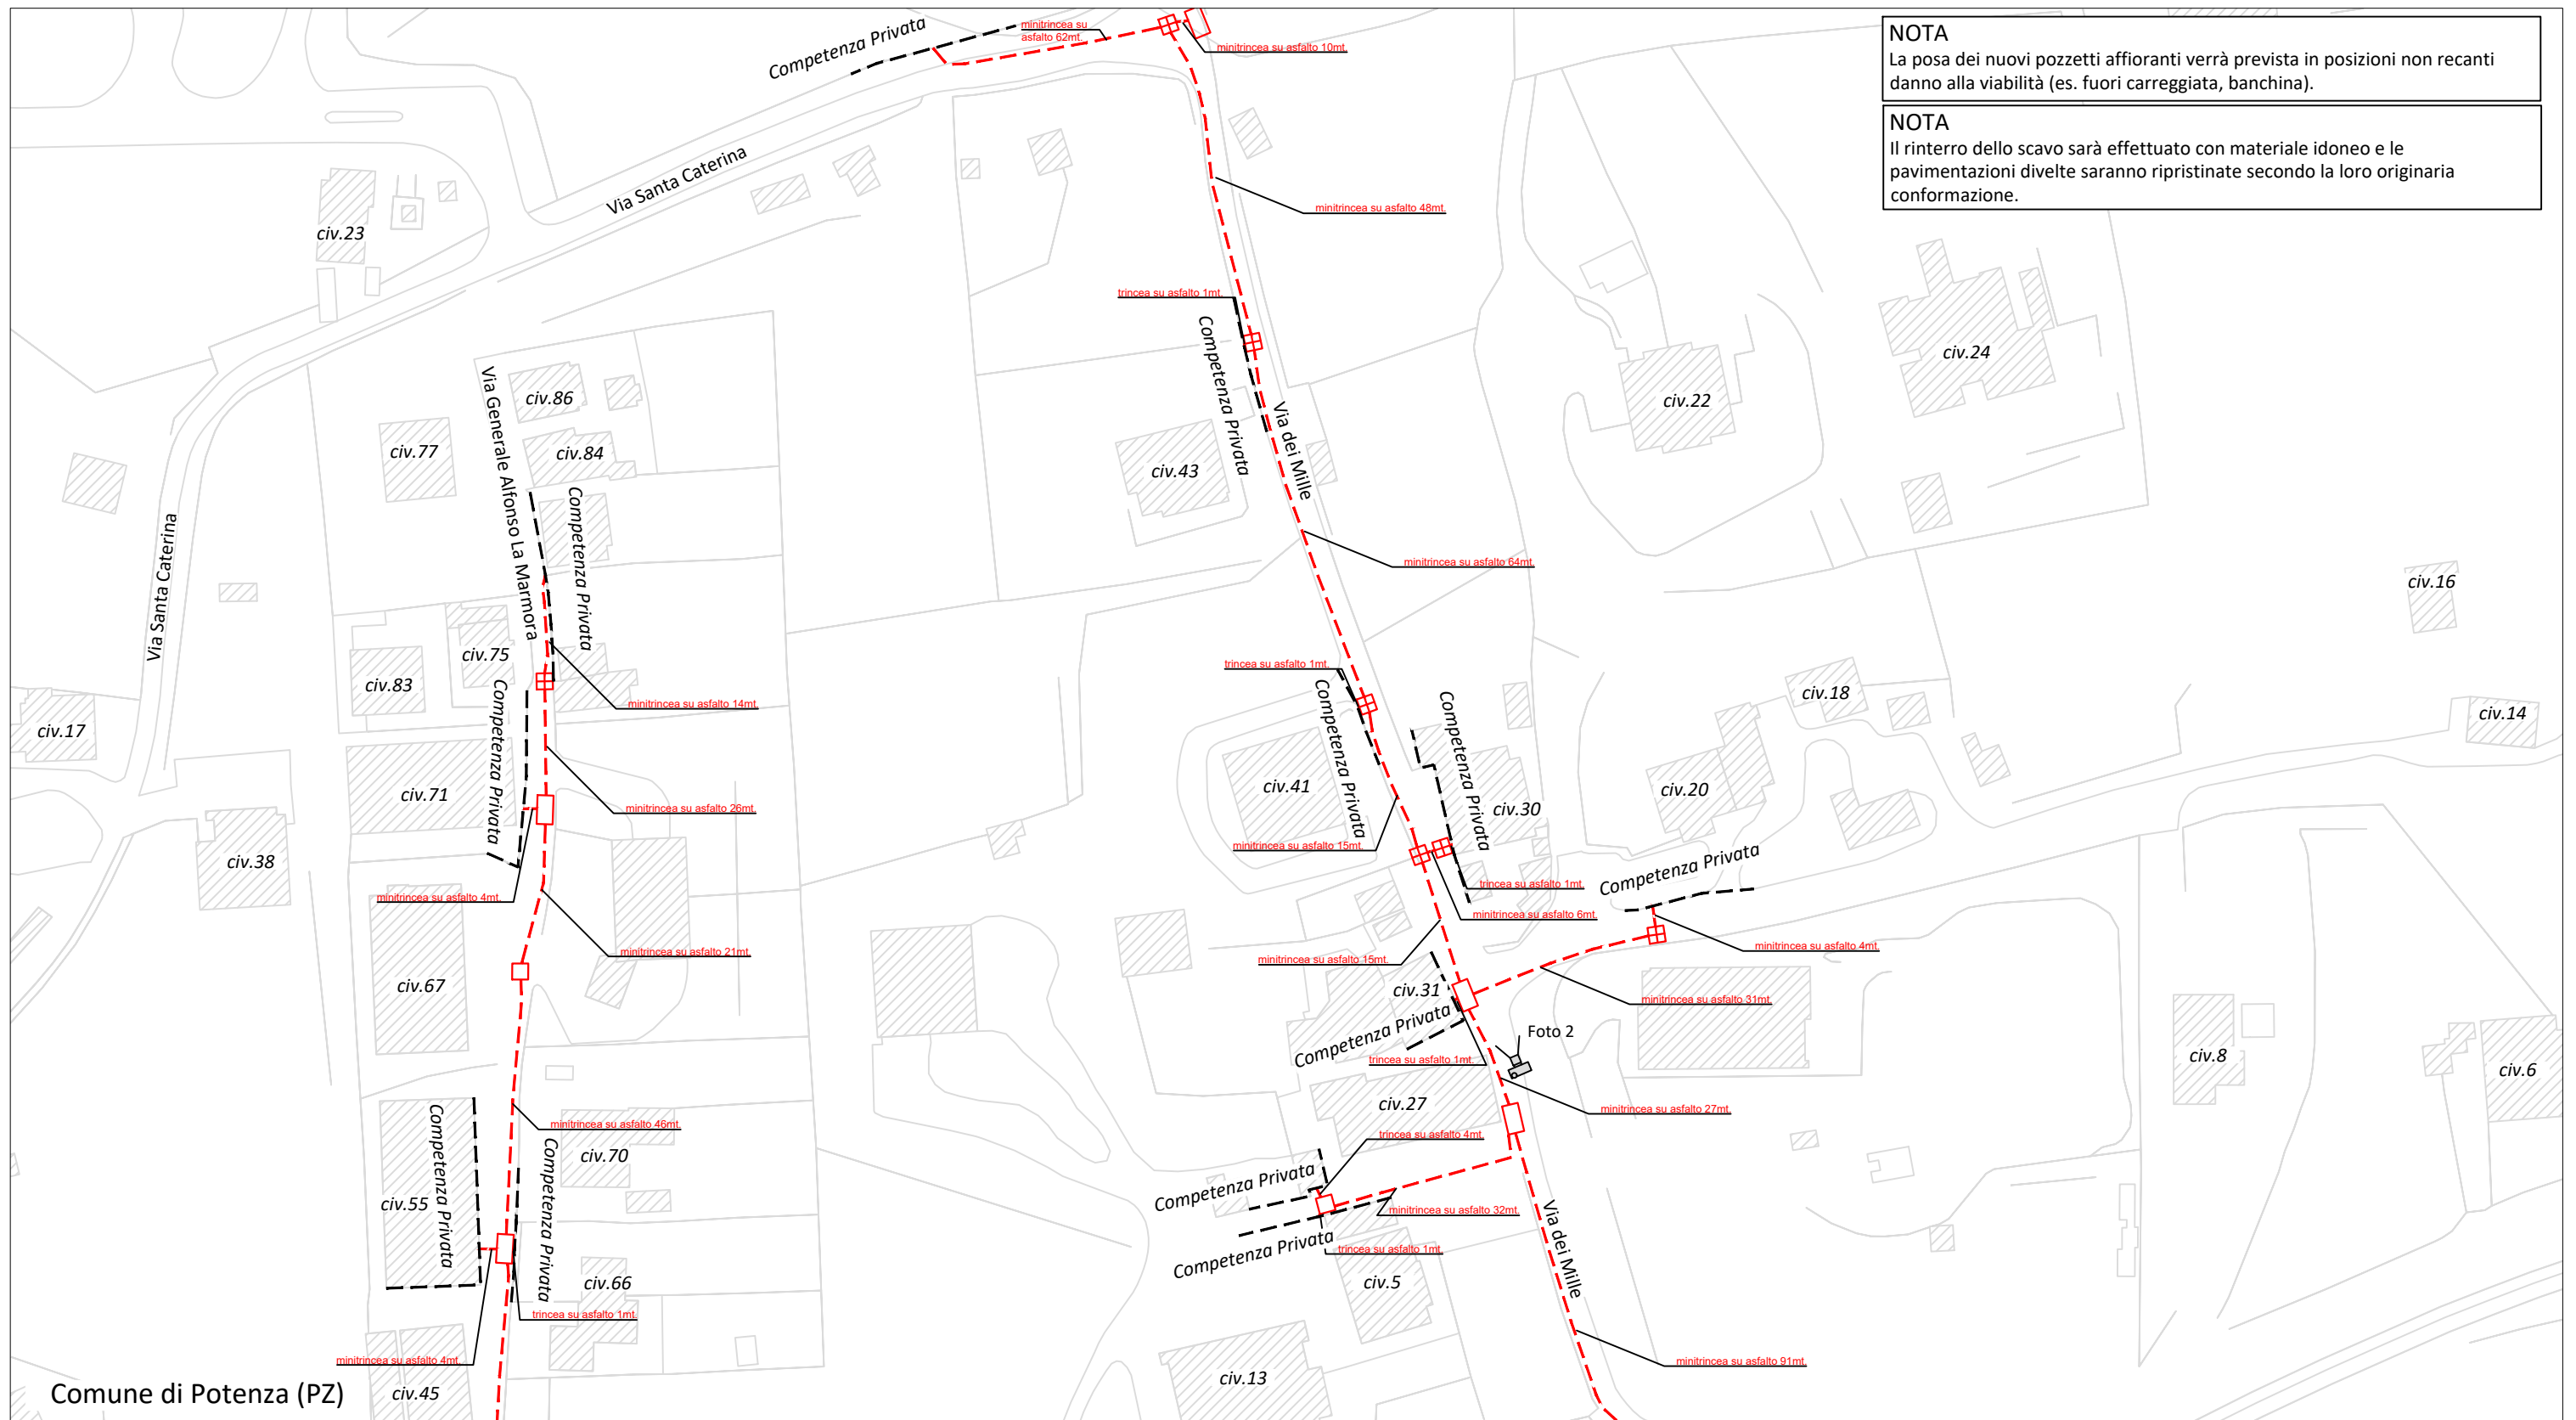 NOTA
La posa dei nuovi pozzetti affioranti verrà prevista in posizioni non recanti
danno alla viabilità (es. fuori carreggiata, banchina).
NOTA
Il rinterro dello scavo sarà effettuato con materiale idoneo e le
pavimentazioni divelte saranno ripristinate secondo la loro originaria
conformazione.
Competenza Privata
minitrincea su
asfalto 62mt.
minitrincea su asfalto 10mt.
Via Santa Caterina
minitrincea su asfalto 48mt.
civ.23
trincea su asfalto 1mt.
Competenza Privata
Via dei Mille
civ.24
civ.22
civ.86
Via Generale Alfonso La Marmora
civ.77
civ.84
civ.43
Competenza Privata
Via Santa Caterina
minitrincea su asfalto 64mt.
civ.16
civ.75
civ.83
trincea su asfalto 1mt.
Competenza Privata
Competenza Privata
Competenza Privata
civ.18
minitrincea su asfalto 14mt.
civ.17
civ.14
civ.71
civ.41
civ.30
civ.20
minitrincea su asfalto 26mt.
minitrincea su asfalto 15mt.
civ.38
Competenza Privata
trincea su asfalto 1mt.
minitrincea su asfalto 4mt.
minitrincea su asfalto 6mt.
minitrincea su asfalto 21mt.
minitrincea su asfalto 15mt.
minitrincea su asfalto 4mt.
civ.67
civ.31
minitrincea su asfalto 31mt.
Competenza Privata
Foto 2
trincea su asfalto 1mt.
civ.8
civ.6
civ.27
minitrincea su asfalto 27mt.
minitrincea su asfalto 46mt.
trincea su asfalto 4mt.
Competenza Privata
Competenza Privata
civ.70
Competenza Privata
civ.55
minitrincea su asfalto 32mt.
Competenza Privata
trincea su asfalto 1mt.
Via dei Mille
civ.66
civ.5
trincea su asfalto 1mt.
minitrincea su asfalto 4mt.
minitrincea su asfalto 91mt.
civ.13
civ.45
Comune di Potenza (PZ)